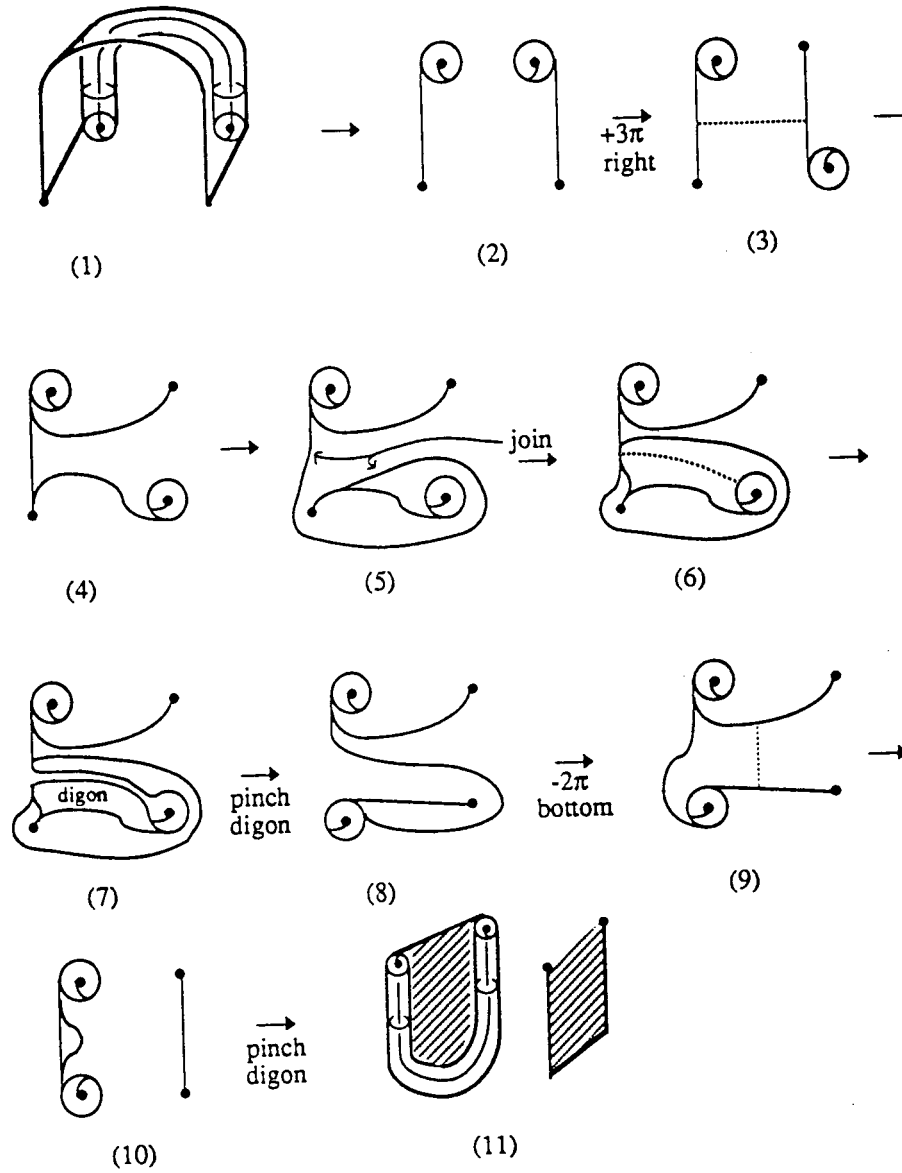 +3π
right
(1)
(2)
(3)
join
(4)
(5)
(6)
digon
pinch
digon
-2π
bottom
(7)
(8)
(9)
pinch
digon
(10)
(11)